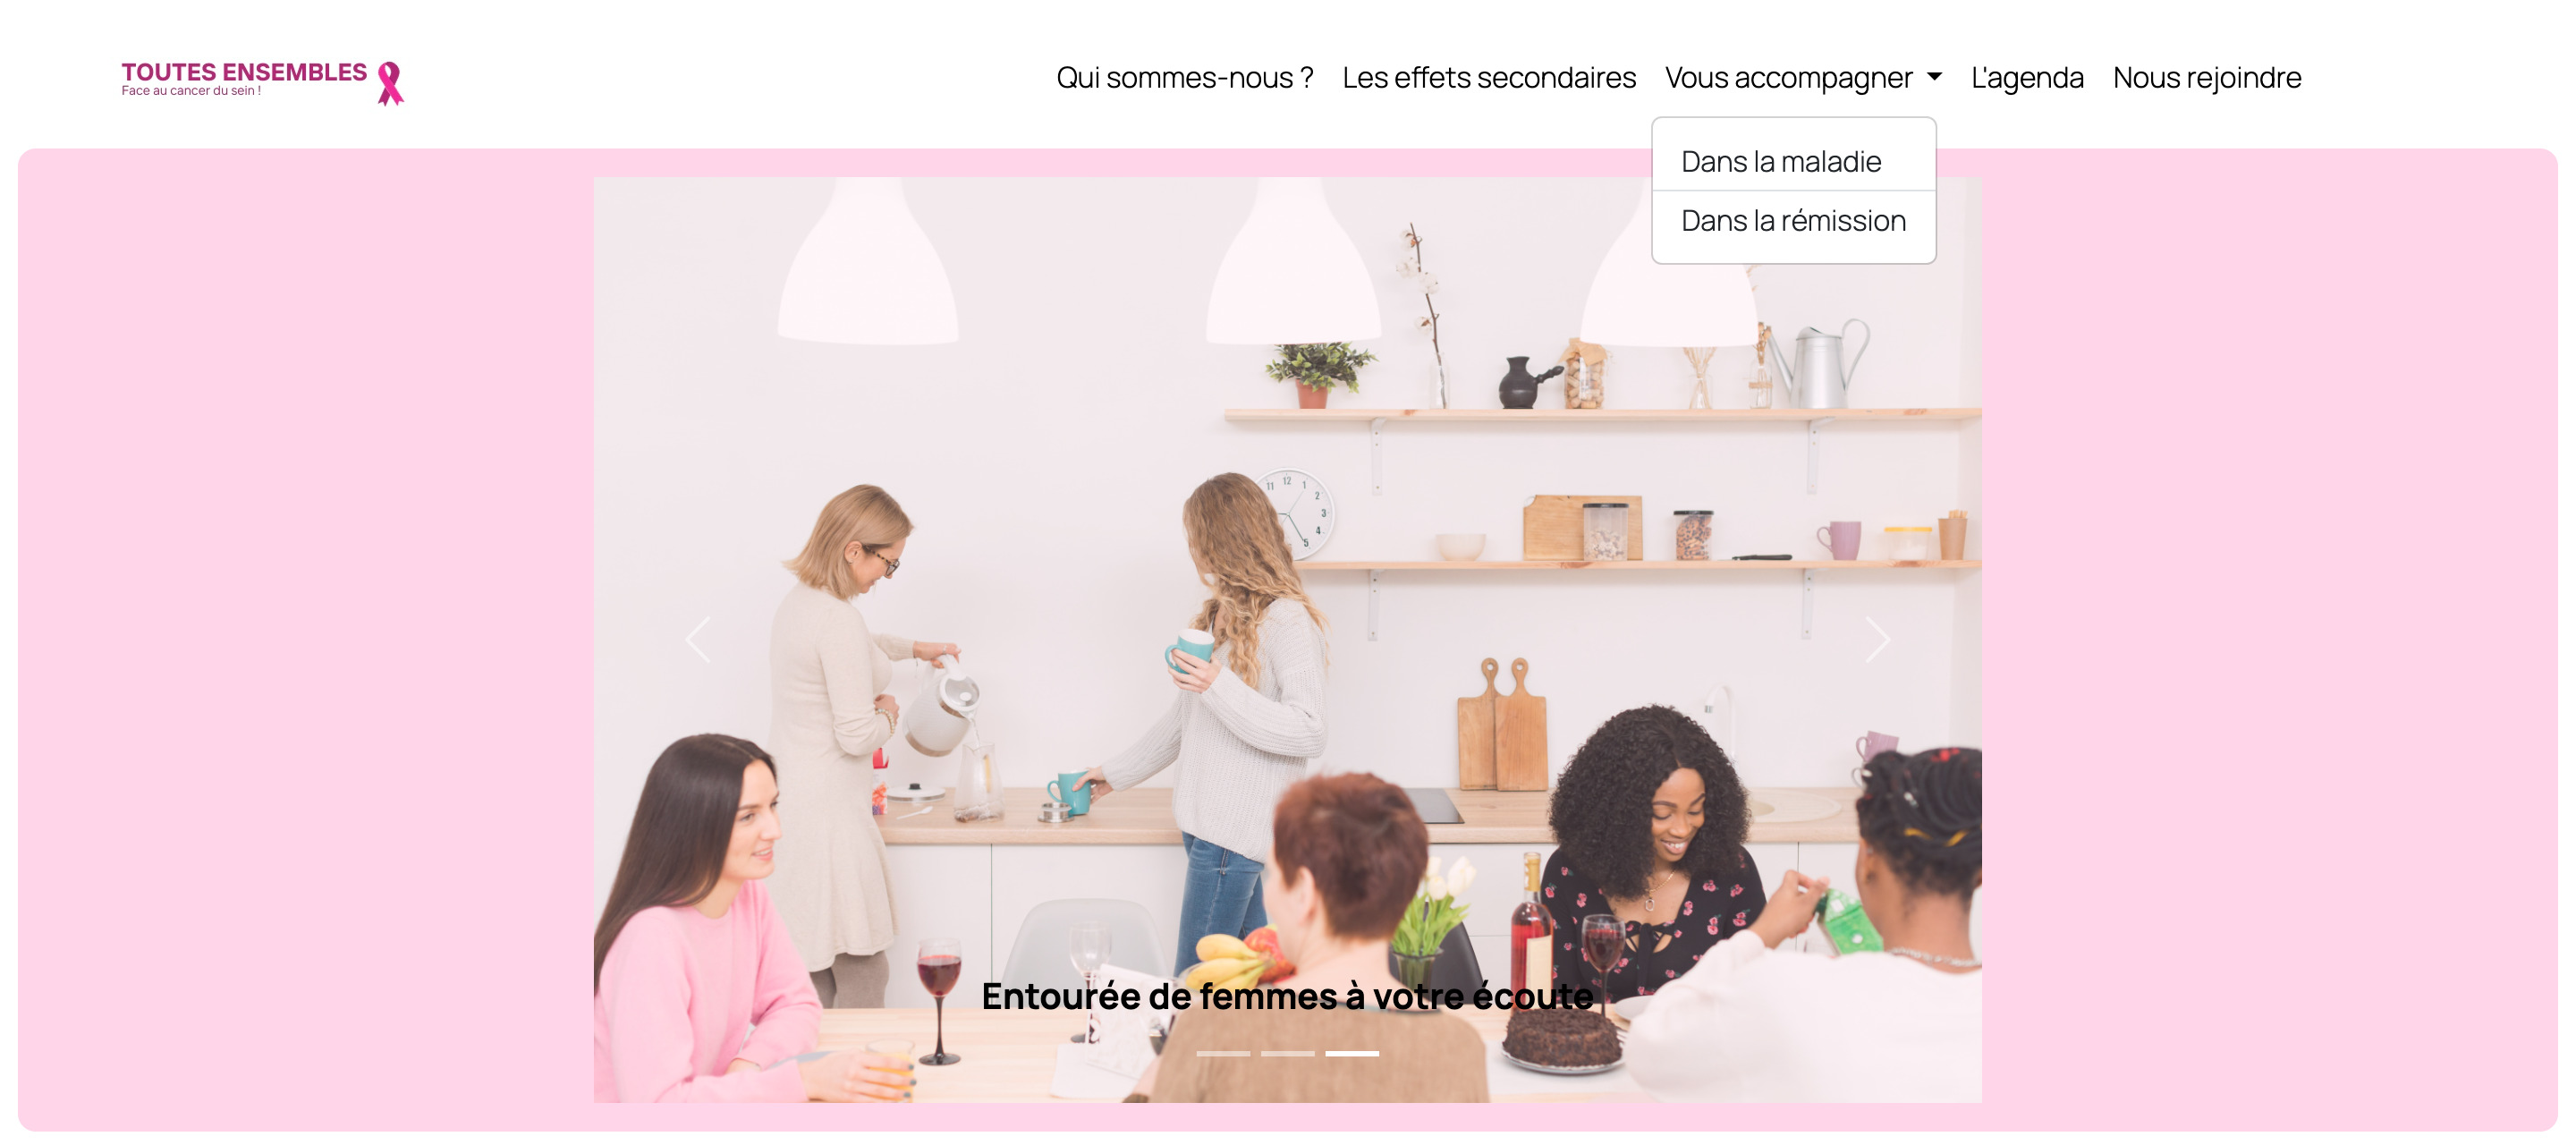 TOUTES ENSEMBLES
Face au cancer du sein !
Qui sommes-nous ? Les effets secondaires Vous accompagner L'agenda Nous rejoindre
Dans la maladie
Dans la rémission
11 12 1
2
3
4
5
Entourée de femmes à votre écoute